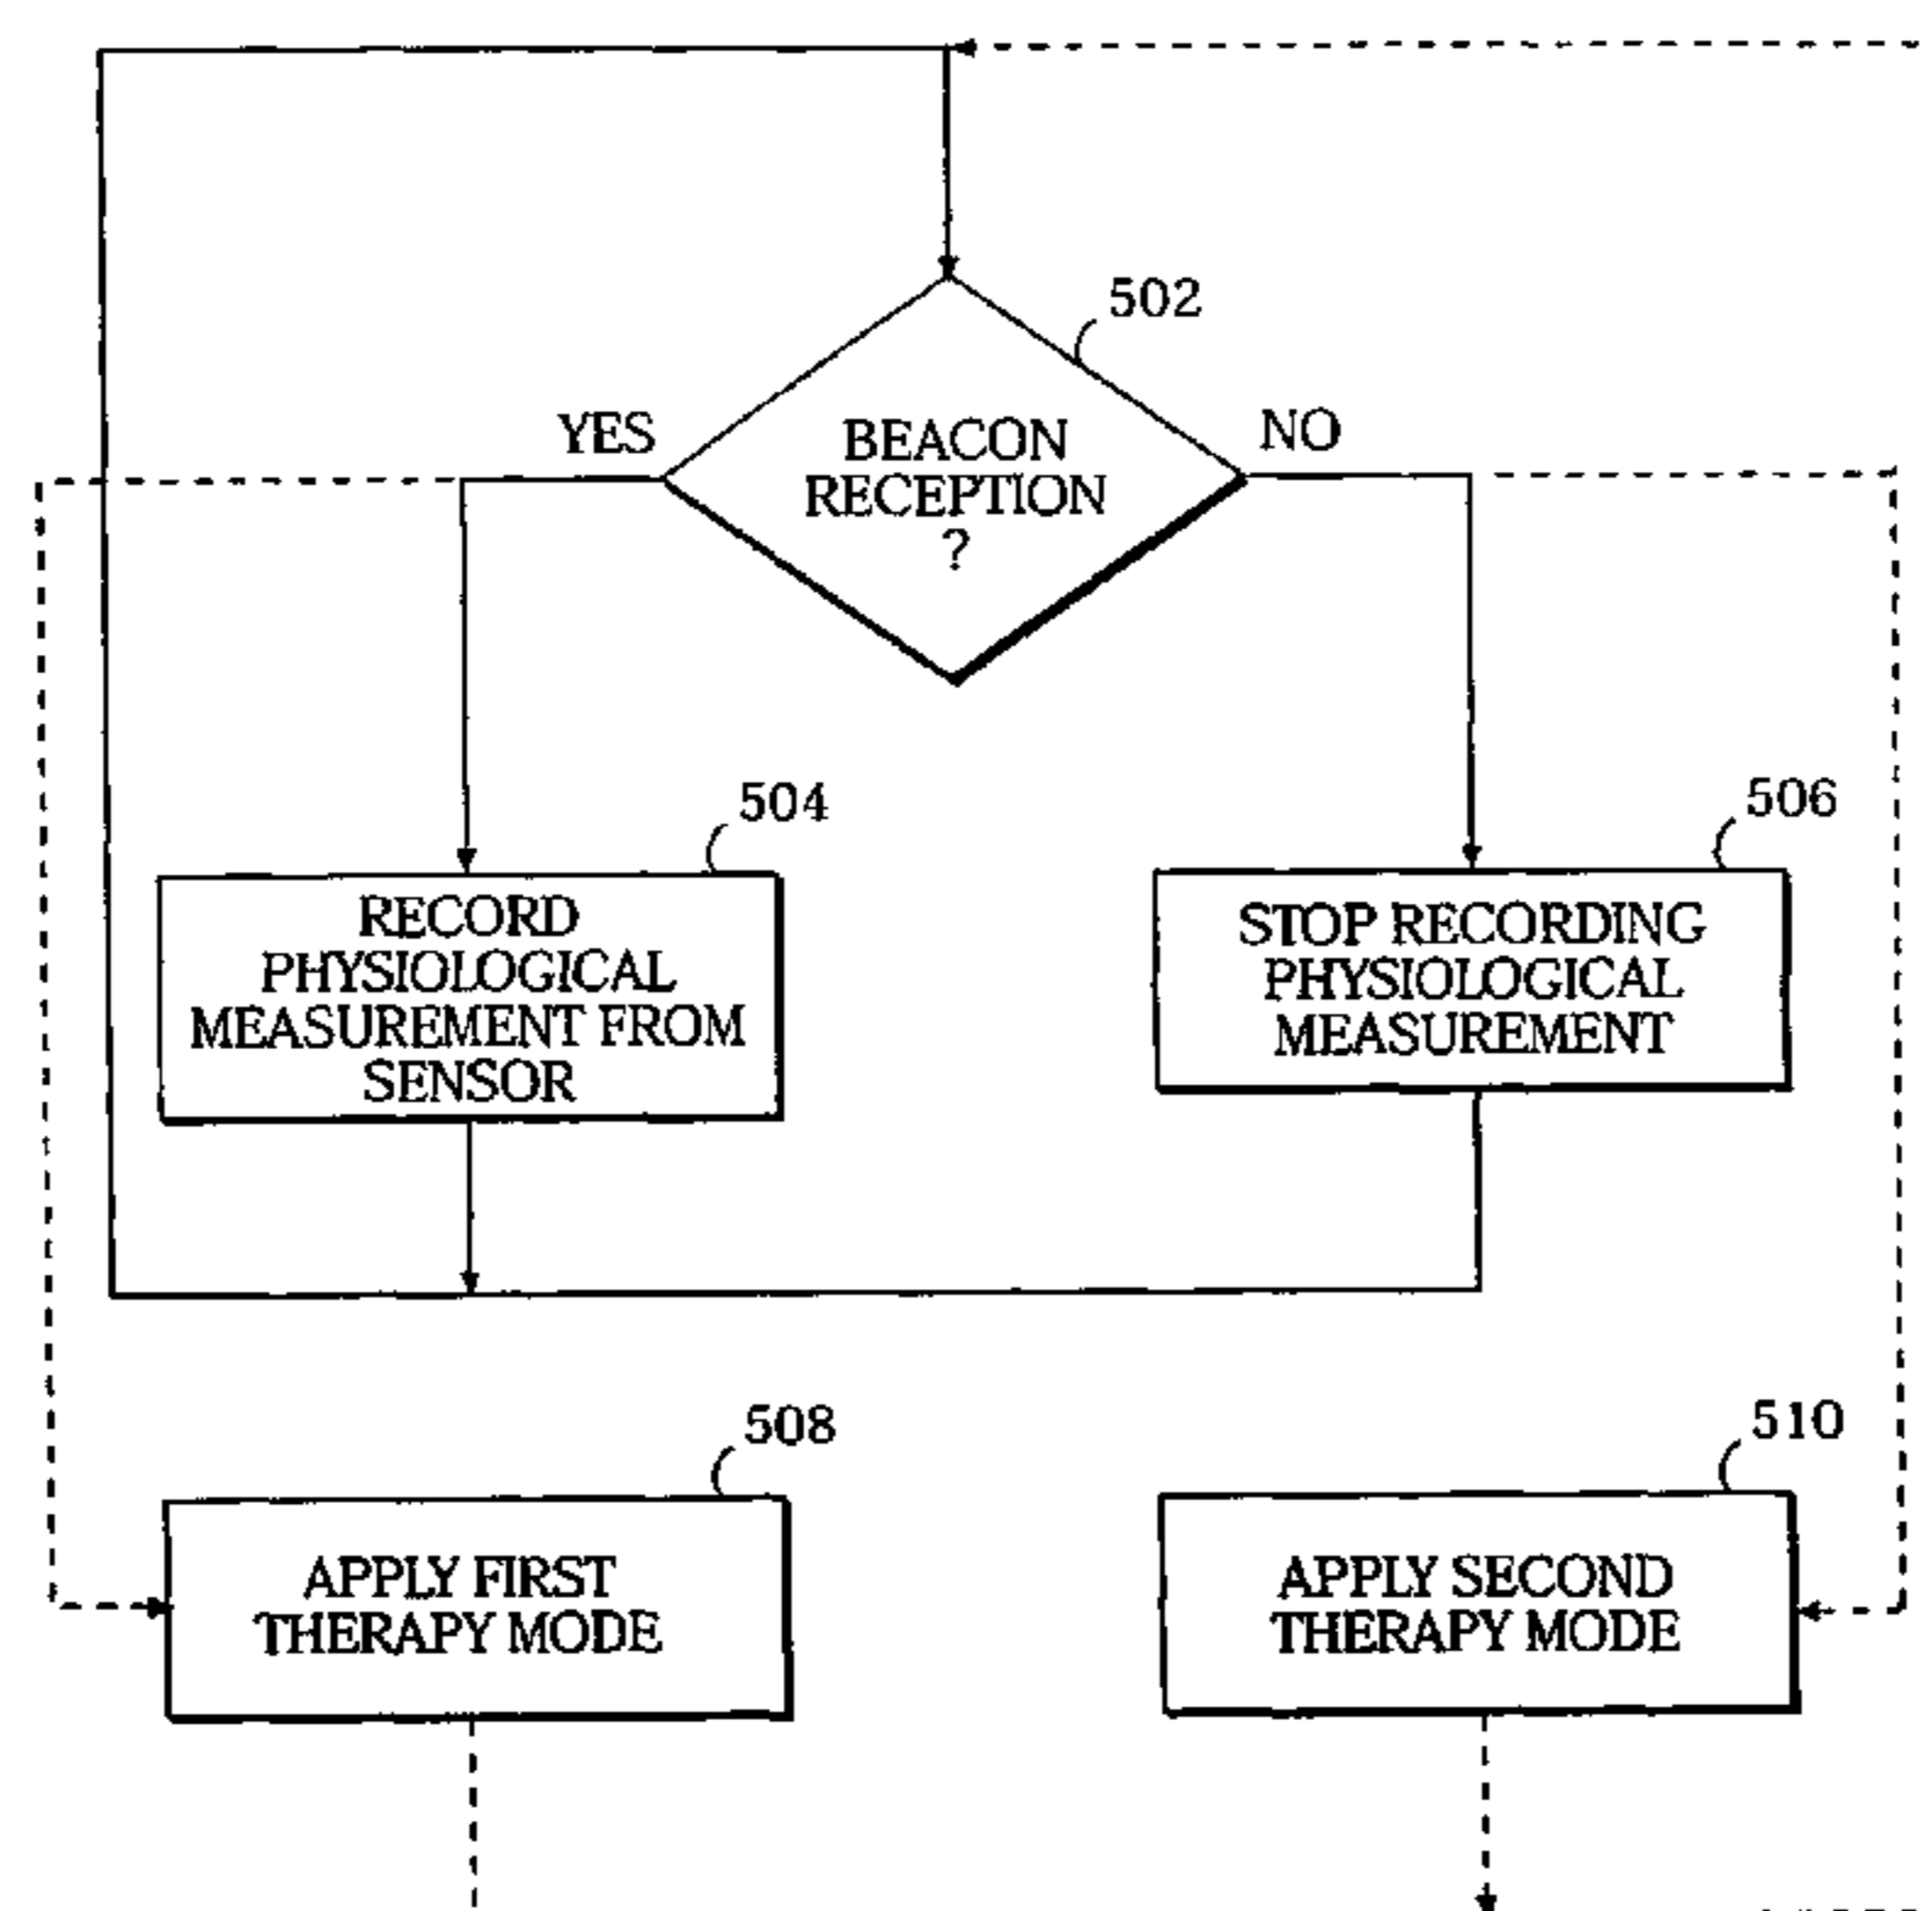 502
YES
NO
BEACON
RECEPTION
?
504
506
RECORD
PHYSIOLOGICAL
MEASUREMENT FROM
SENSOR
STOP RECORDING
PHYSIOLOGICAL
MEASUREMENT
508
510
APPLY FIRST
THERAPY MODE
APPLY SECOND
THERAPY MODE